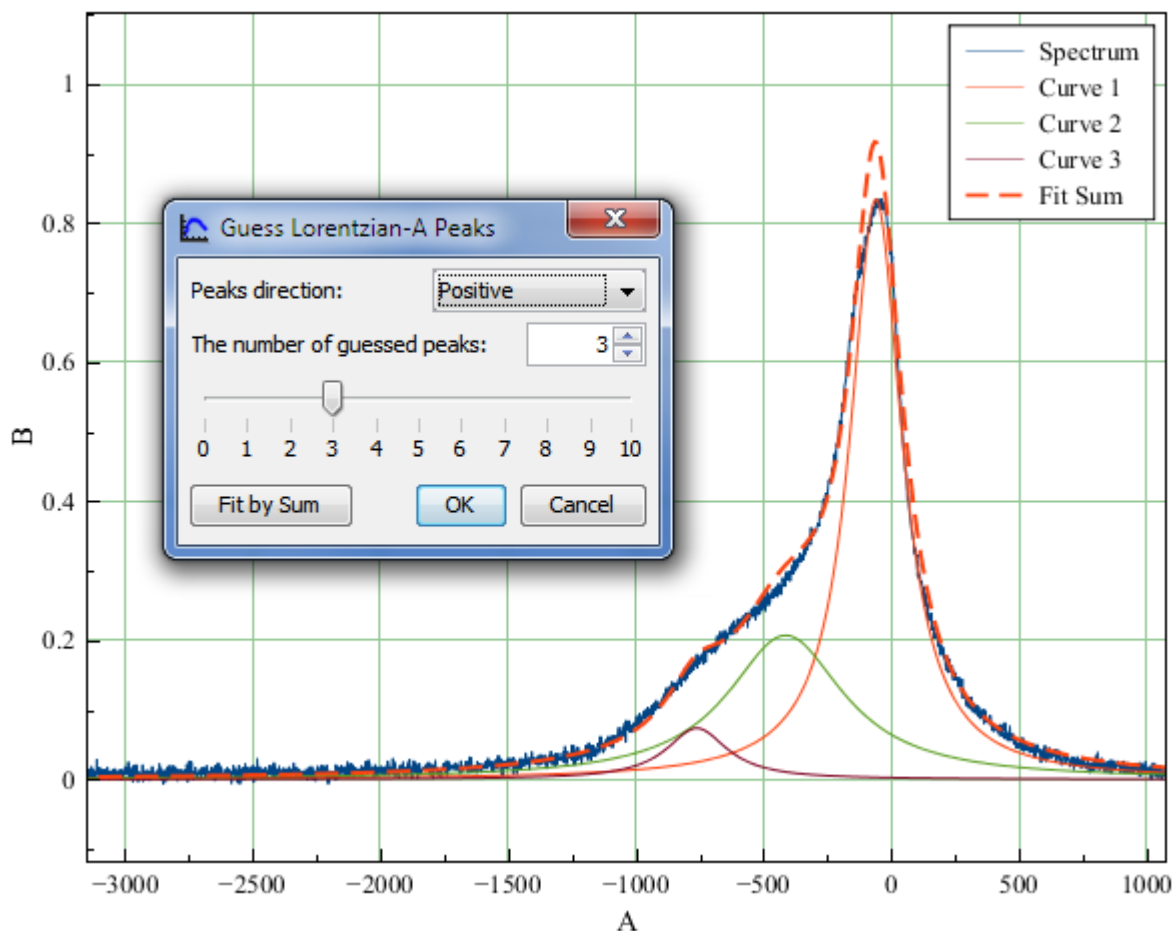 Spectrum
Curve 1
Curve 2
Curve 3
Fit Sum
Guess Lorentzian-A Peaks
Peaks direction:
Positive
The number of guessed peaks:
3
0 1 2 3 4 5 6 7 8 9 10
Fit by Sum
OK
Cancel
B
1
0.8
0.6
0.4
0.2
0
−3000 −2500 −2000 −1500 −1000 −500 0 500 1000
A